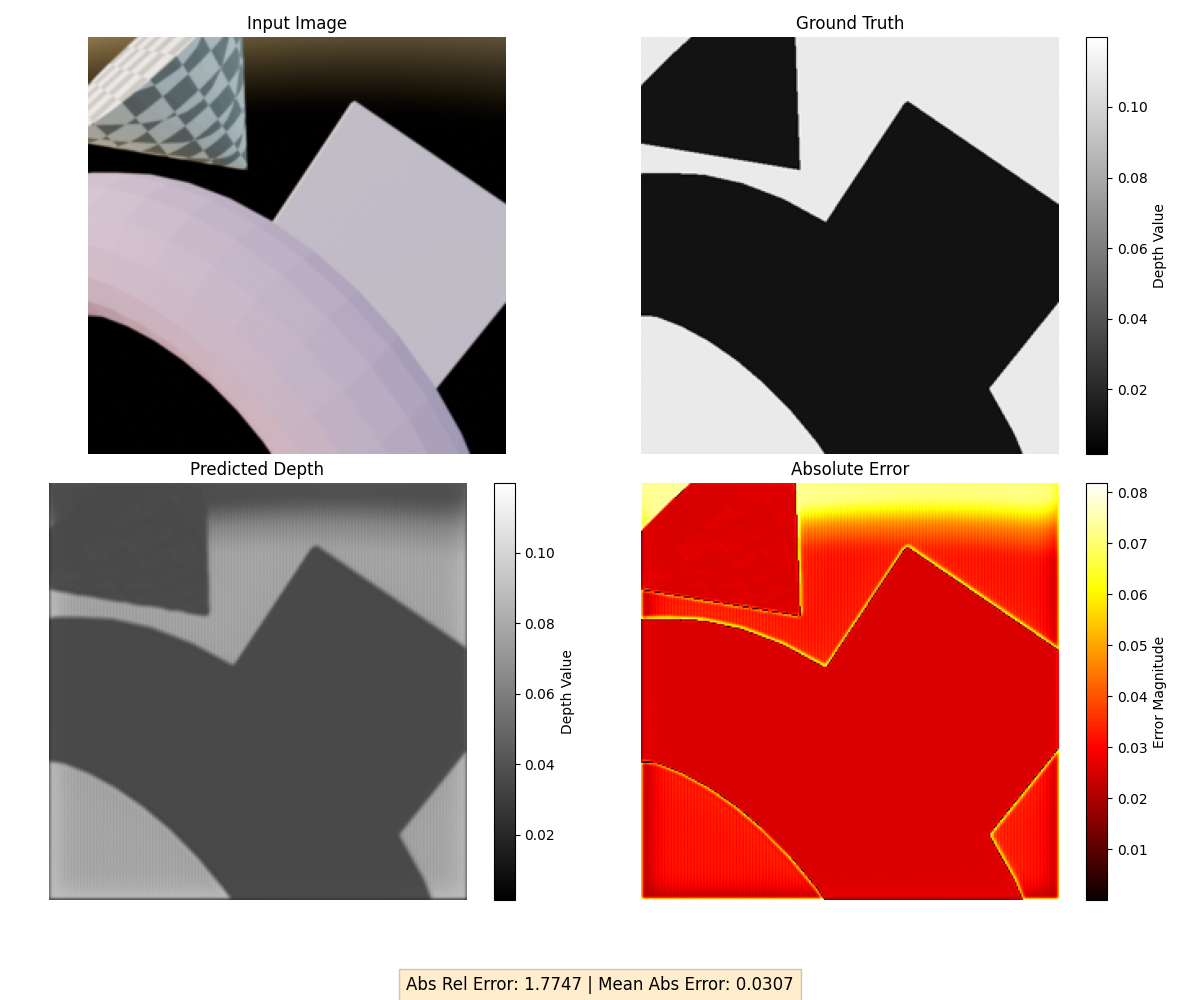 Input Image
Ground Truth
0.10
0.08
0.06
0.04
0.02
Depth Value
Predicted Depth
0.10
0.08
0.06
0.04
0.02
Depth Value
Absolute Error
0.08
0.07
0.06
0.05
0.04
0.03
0.02
0.01
Error Magnitude
Abs Rel Error: 1.7747 | Mean Abs Error: 0.0307